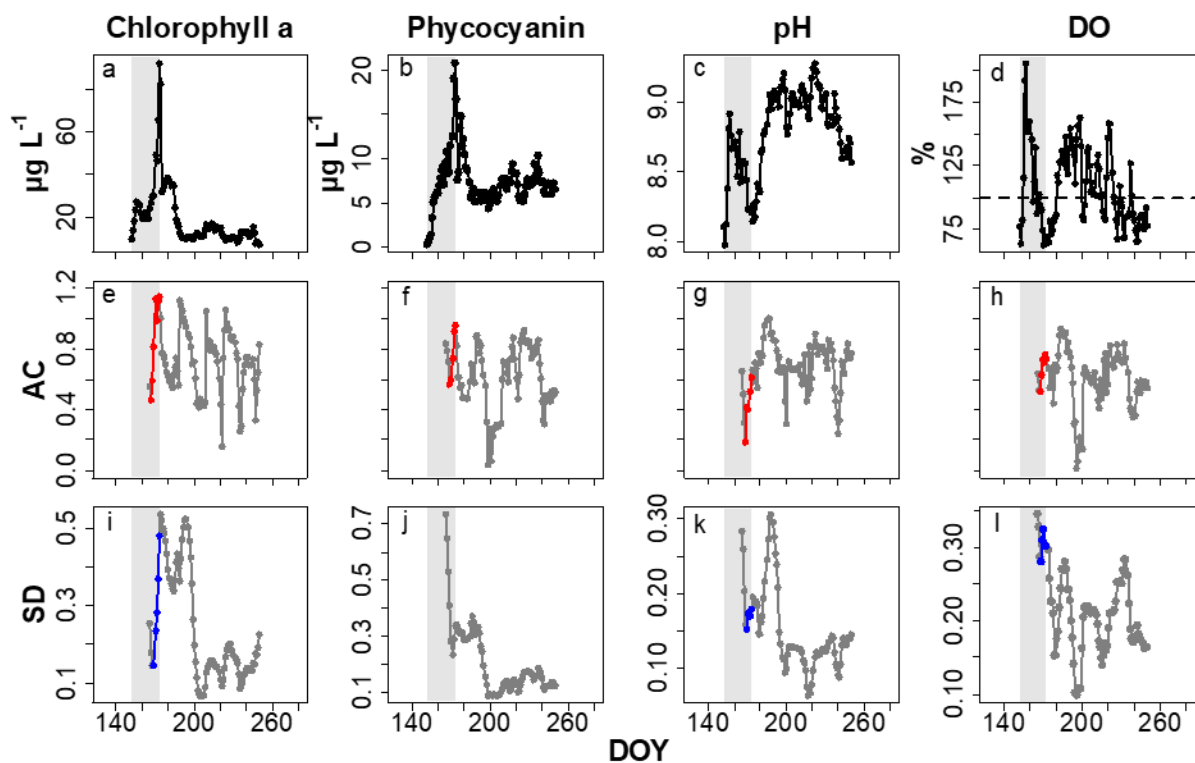 Chlorophyll a Phycocyanin pH DO
a b c d
µg L⁻¹ 20 60
µg L⁻¹ 0 5 10 15 20
8.0 8.5 9.0
% 75 125 175
e f g h
AC 0.0 0.4 0.8 1.2
i j k l
SD 0.1 0.3 0.5
0.1 0.3 0.5 0.7
0.10 0.20 0.30
0.10 0.20 0.30
140 200 260 140 200 260 140 200 260 140 200 260
DOY